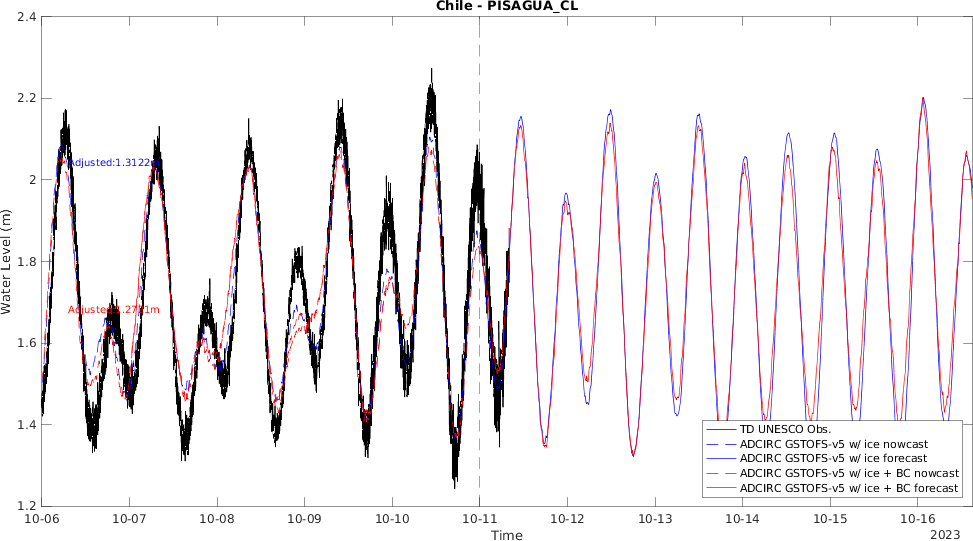 Chile - PISAGUA_CL
Water Level (m)
2.4
2.2
2
1.8
1.6
1.4
1.2
Adjusted:1.3122m
TD UNESCO Obs.
ADCIRC GSTOFS-v5 w/ ice nowcast
ADCIRC GSTOFS-v5 w/ ice forecast
ADCIRC GSTOFS-v5 w/ ice + BC nowcast
ADCIRC GSTOFS-v5 w/ ice + BC forecast
10-06
10-07
10-08
10-09
10-10
10-11
10-12
10-13
10-14
10-15
10-16
Time
2023